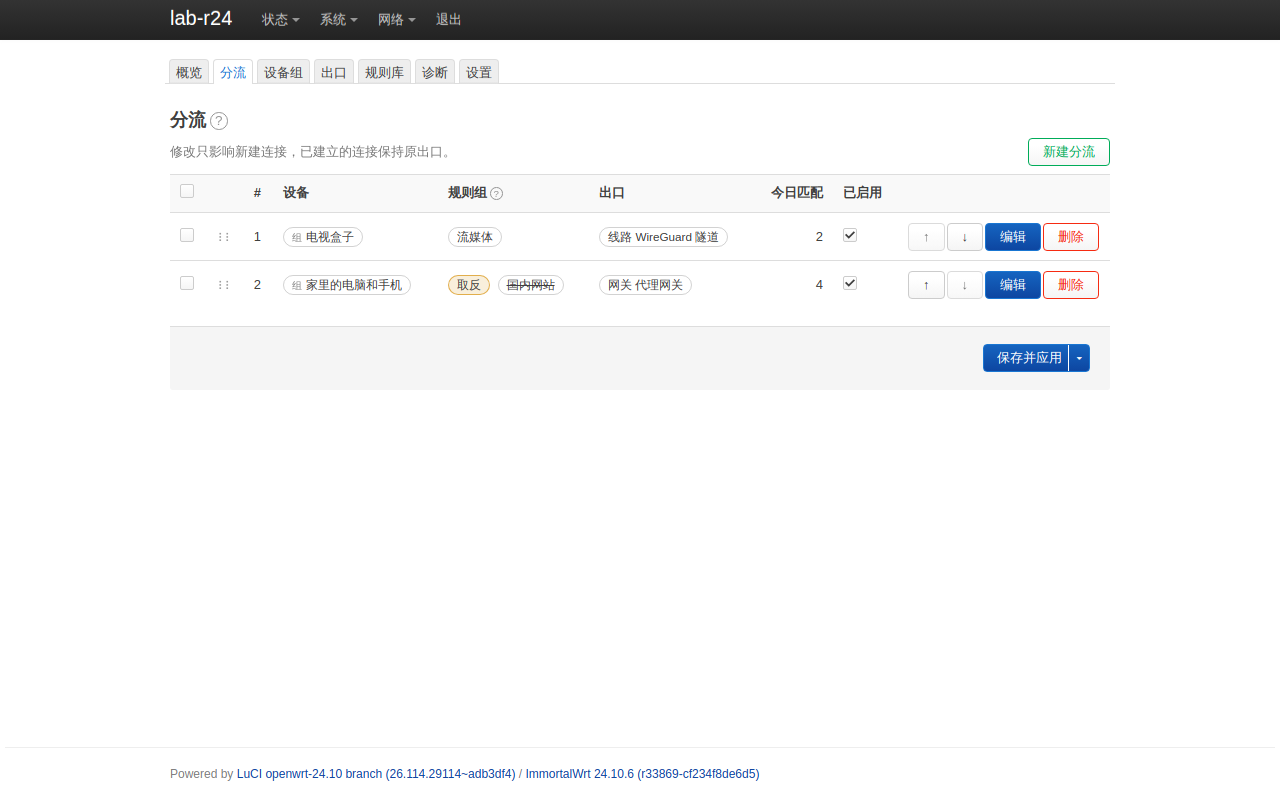 lab-r24 状态 系统 网络 退出
概览 分流 设备组 出口 规则库 诊断 设置
分流 ?
修改只影响新建连接，已建立的连接保持原出口。 新建分流
# 设备 规则组 ? 出口 今日匹配 已启用
1 组 电视盒子 流媒体 线路 WireGuard 隧道 2 ↑ ↓ 编辑 删除
2 组 家里的电脑和手机 取反 国内网站 网关 代理网关 4 ↑ ↓ 编辑 删除
保存并应用
Powered by LuCI openwrt-24.10 branch (26.114.29114~adb3df4) / ImmortalWrt 24.10.6 (r33869-cf234f8de6d5)